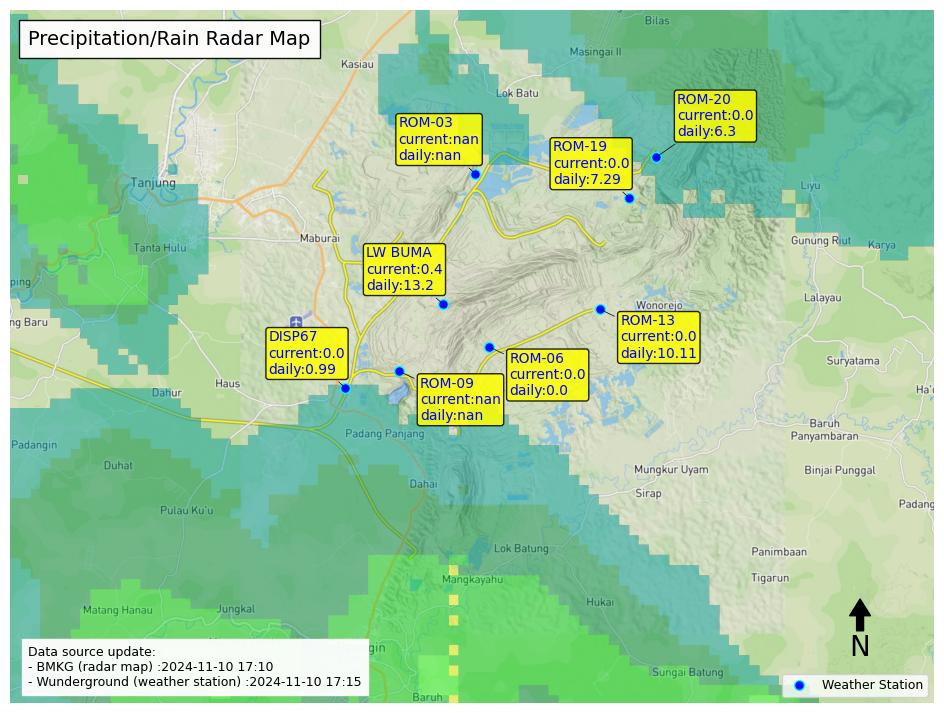 Precipitation/Rain Radar Map
Bilas
Masingai II
Kasiau
Lok Batu
ROM-20
current:0.0
daily:6.3
ROM-03
current:nan
daily:nan
ROM-19
current:0.0
daily:7.29
Tanjung
Liyu
Maburai
Tanta Hulu
Gunung Riut
Karya
LW BUMA
current:0.4
daily:13.2
ping
Lalayau
Wonorejo
ng Baru
ROM-13
current:0.0
daily:10.11
DISP67
current:0.0
daily:0.99
ROM-06
current:0.0
daily:0.0
Suryatama
Haus
Dahur
ROM-09
current:nan
daily:nan
Ha'o
Baruh
Panyambaran
Padang Panjang
Padangin
Duhat
Mungkur Uyam
Binjai Punggal
Dahai
Sirap
Padang
Pulau Ku'u
Lok Batung
Panimbaan
Mangkayahu
Tigarun
Matang Hanau
Jungkal
Hukai
N
gin
Data source update:
- BMKG (radar map) :2024-11-10 17:10
- Wunderground (weather station) :2024-11-10 17:15
Sungai Batung
Baruh
Weather Station